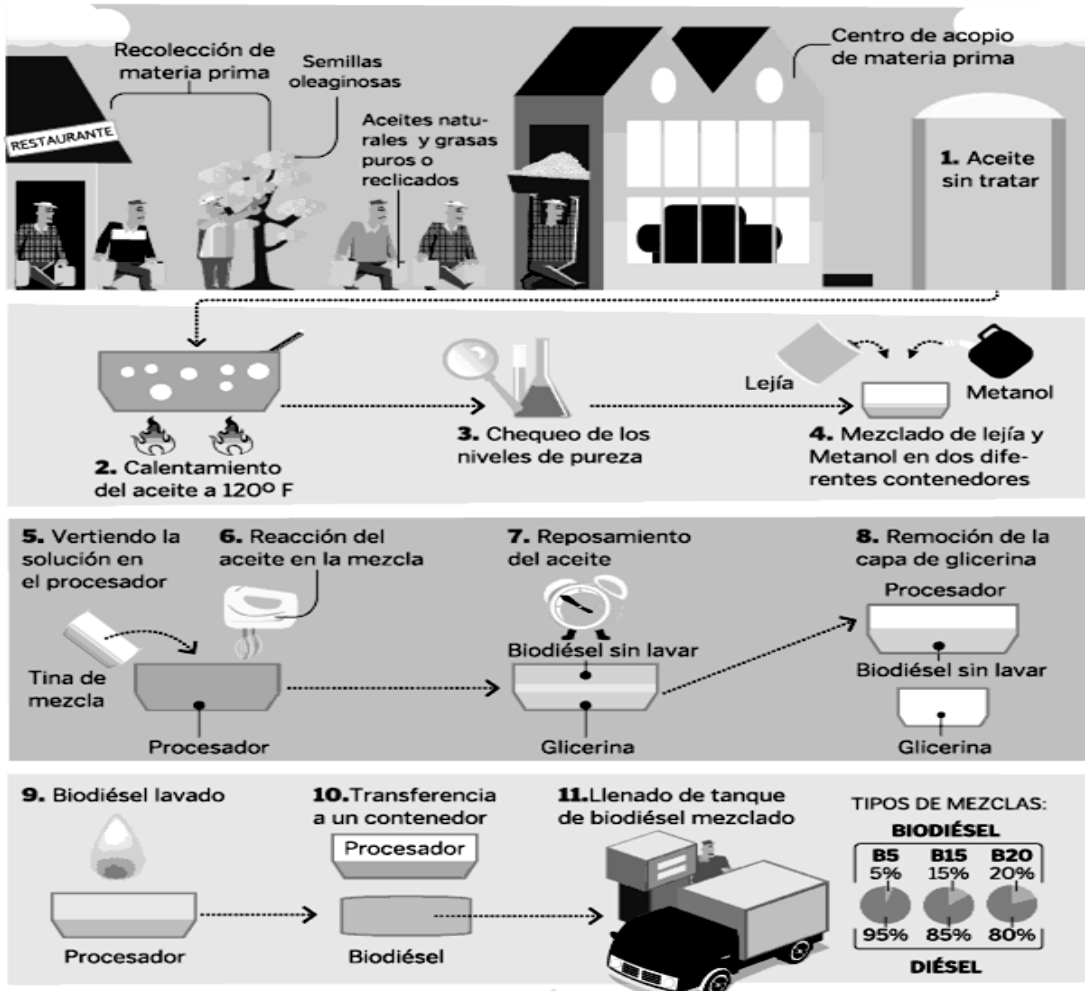 Recolección de
materia prima
Semillas
oleaginosas
Aceites natu-
rales y grasas
puros o
reclicados
Centro de acopio
de materia prima
RESTAURANTE
1. Aceite
sin tratar
2. Calentamiento
del aceite a 120º F
3. Chequeo de los
niveles de pureza
Lejía
Metanol
4. Mezclado de lejía y
Metanol en dos dife-
rentes contenedores
5. Vertiendo la
solución en
el procesador
Tina de
mezcla
6. Reacción del
aceite en la mezcla
Procesador
7. Reposamiento
del aceite
Biodiésel sin lavar
Glicerina
8. Remoción de la
capa de glicerina
Procesador
Biodiésel sin lavar
Glicerina
9. Biodiésel lavado
Procesador
10.Transferencia
a un contenedor
Procesador
Biodiésel
11.Llenado de tanque
de biodiésel mezclado
TIPOS DE MEZCLAS:
BIODIÉSEL
B5 B15 B20
5% 15% 20%
95% 85% 80%
DIÉSEL